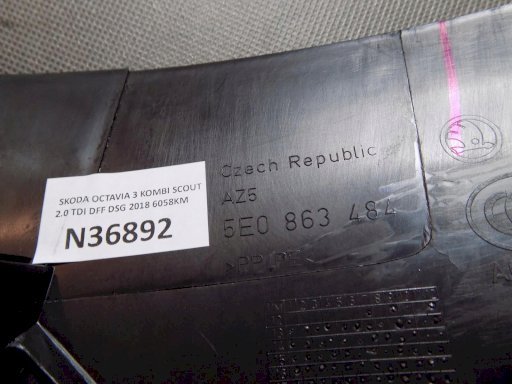 SKODA OCTAVIA 3 KOMBI SCOUT
2.0 TDI DFF DSG 2018 6058KM
N36892
Czech Republic
AZ5
5E0 863 484